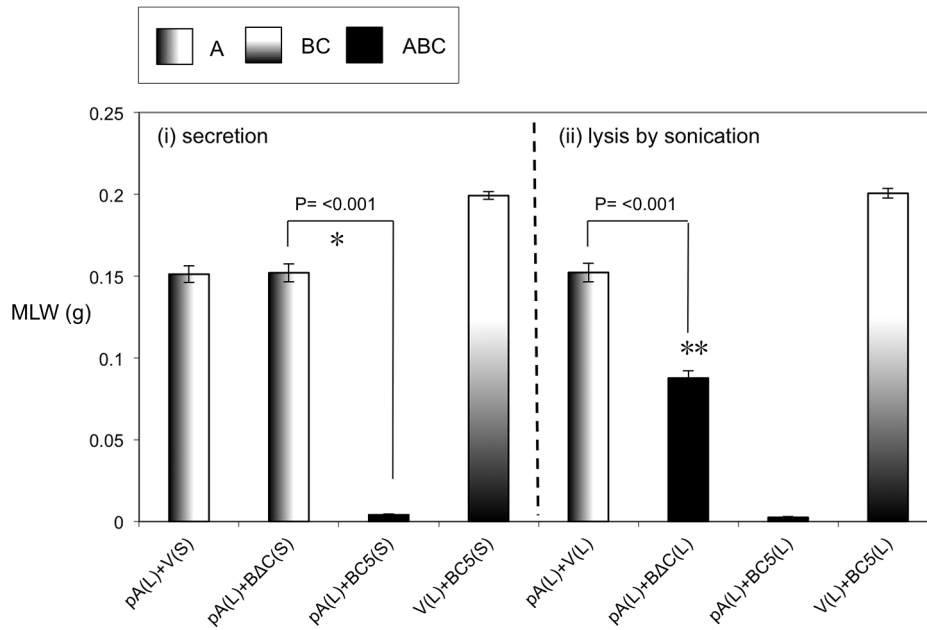 A BC ABC
0.25
(i) secretion (ii) lysis by sonication
0.2
P= <0.001 P= <0.001
*
0.15
MLW (g)
**
0.1
0.05
0
pA(L)+V(S) pA(L)+BΔC(S) pA(L)+BC5(S) V(L)+BC5(S) pA(L)+V(L) pA(L)+BΔC(L) pA(L)+BC5(L) V(L)+BC5(L)